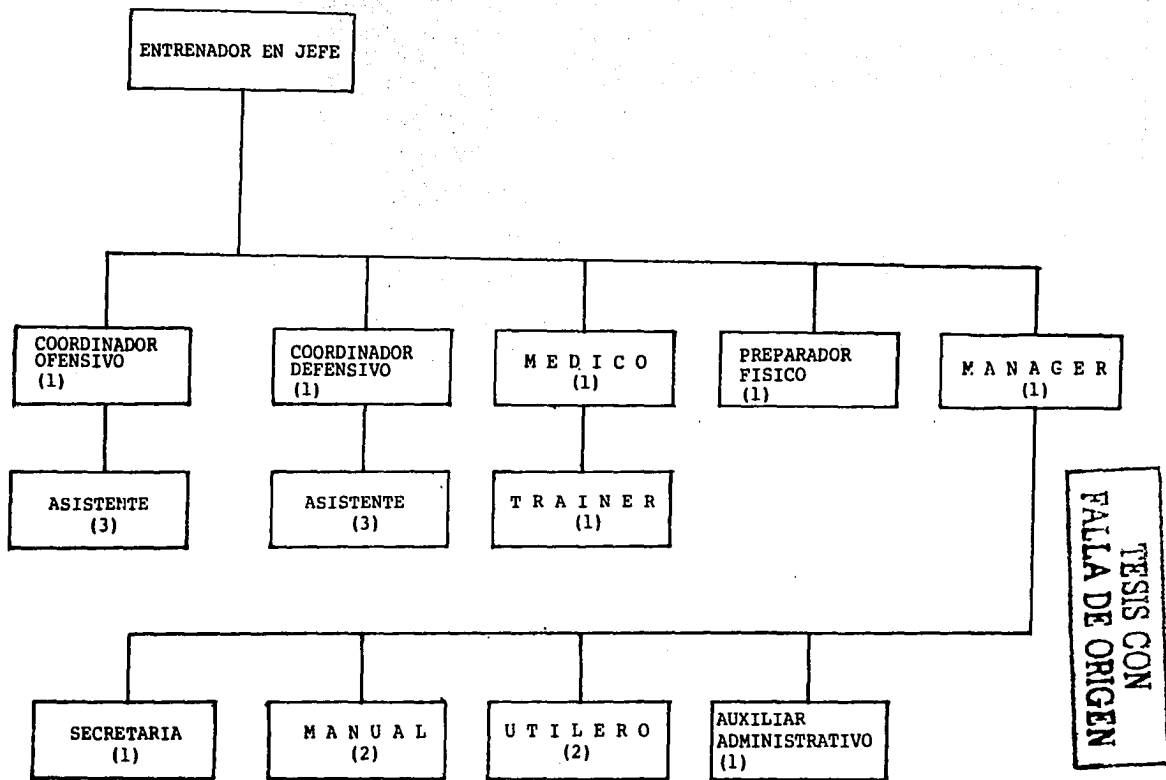 ENTRENADOR EN JEFE
COORDINADOR
OFENSIVO
(1)
COORDINADOR
DEFENSIVO
(1)
M E D I C O
(1)
PREPARADOR
FISICO
(1)
M A N A G E R
(1)
ASISTENTE
(3)
ASISTENTE
(3)
T R A I N E R
(1)
TESIS CON
FALLA DE ORIGEN
SECRETARIA
(1)
M A N U A L
(2)
U T I L E R O
(2)
AUXILIAR
ADMINISTRATIVO
(1)